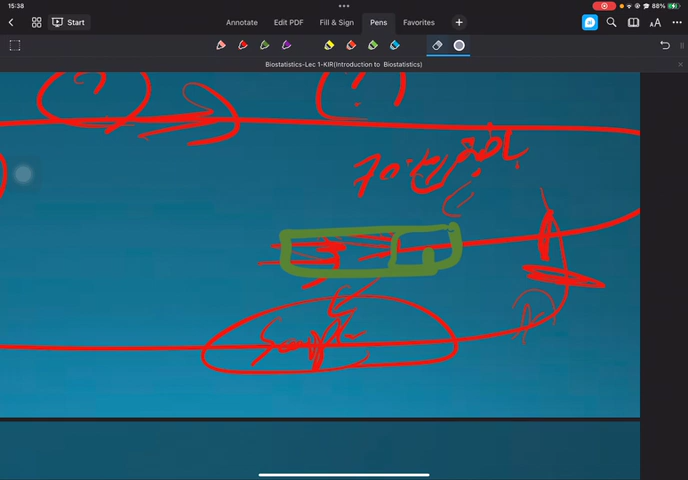 15:38
88%
Start
Annotate Edit PDF Fill & Sign Pens Favorites
AA
Biostatistics-Lec 1-KIR(Introduction to Biostatistics)
?
Sample